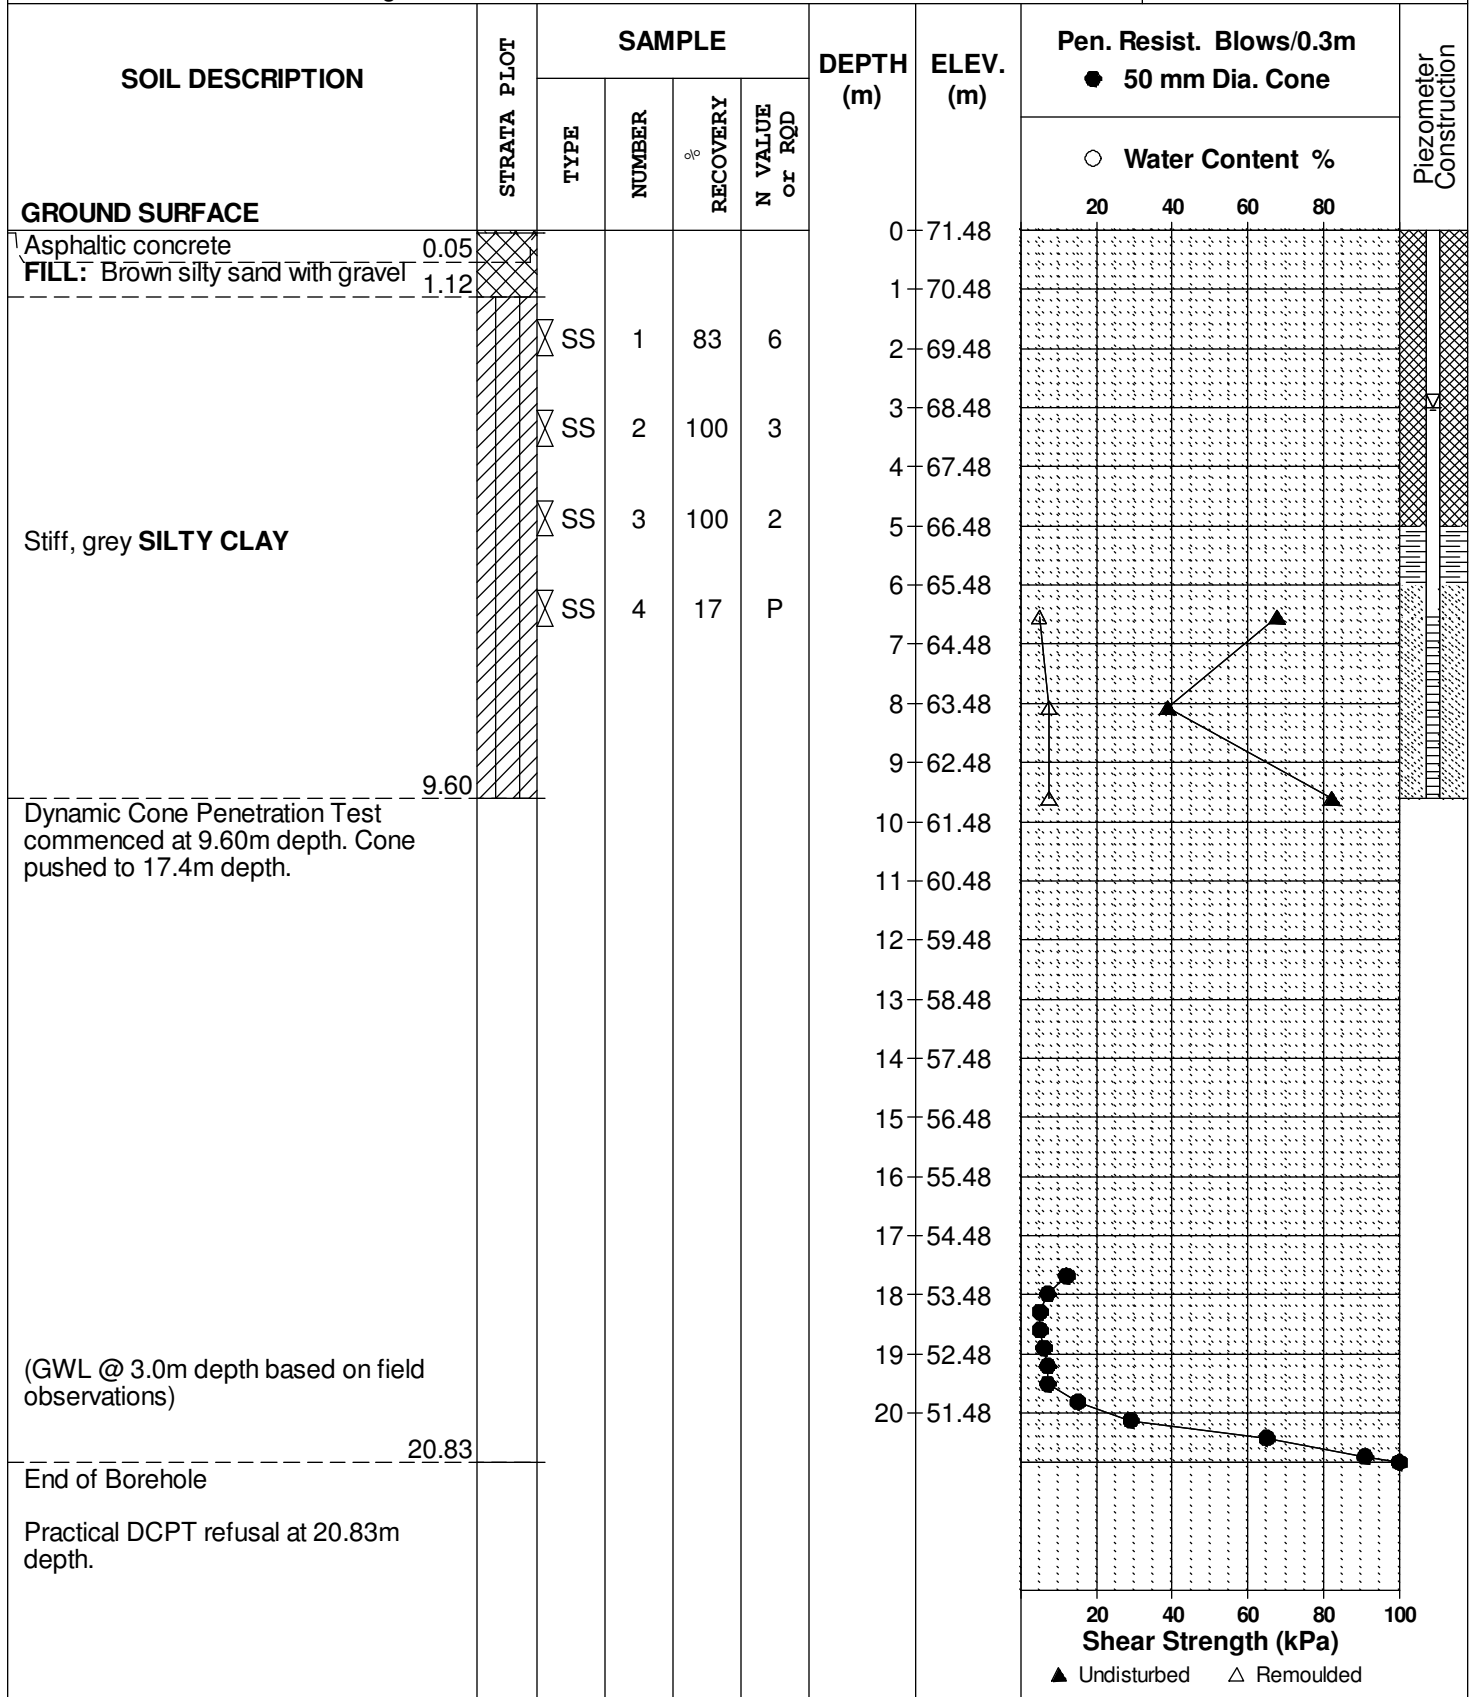 SOIL DESCRIPTION
GROUND SURFACE
STRATA PLOT
SAMPLE
TYPE
NUMBER
%
RECOVERY
N VALUE
or RQD
DEPTH
(m)
ELEV.
(m)
Pen. Resist. Blows/0.3m
50 mm Dia. Cone
Water Content %
20 40 60 80
Piezometer
Construction
0 71.48
Asphaltic concrete 0.05
FILL: Brown silty sand with gravel
1.12
1 70.48
SS 1 83 6
2 69.48
3 68.48
SS 2 100 3
4 67.48
SS 3 100 2
5 66.48
Stiff, grey SILTY CLAY
6 65.48
SS 4 17 P
7 64.48
8 63.48
9 62.48
9.60
Dynamic Cone Penetration Test
commenced at 9.60m depth. Cone
pushed to 17.4m depth.
10 61.48
11 60.48
12 59.48
13 58.48
14 57.48
15 56.48
16 55.48
17 54.48
18 53.48
19 52.48
(GWL @ 3.0m depth based on field
observations)
20 51.48
20.83
End of Borehole
Practical DCPT refusal at 20.83m
depth.
20 40 60 80 100
Shear Strength (kPa)
Undisturbed Remoulded